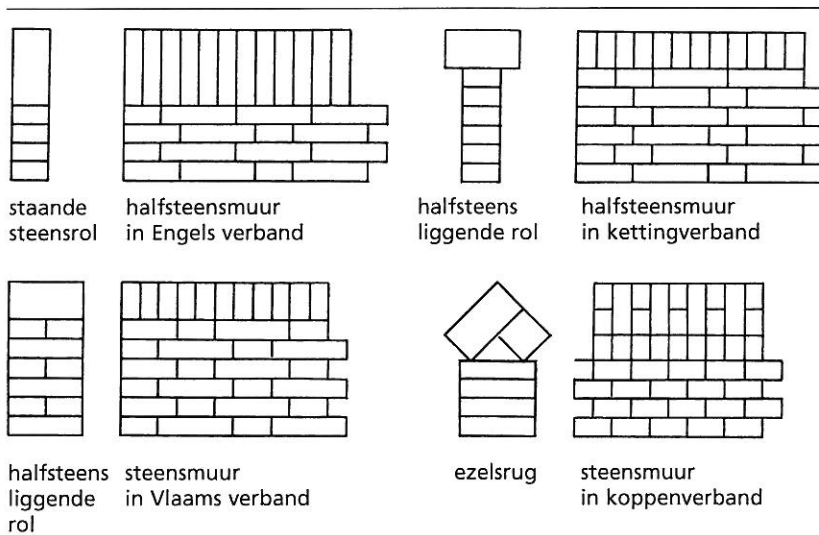 staande
steensrol
halfsteensmuur
in Engels verband
halfsteens
liggende rol
halfsteensmuur
in kettingverband
halfsteens
liggende
rol
steensmuur
in Vlaams verband
ezelsrug
steensmuur
in koppenverband